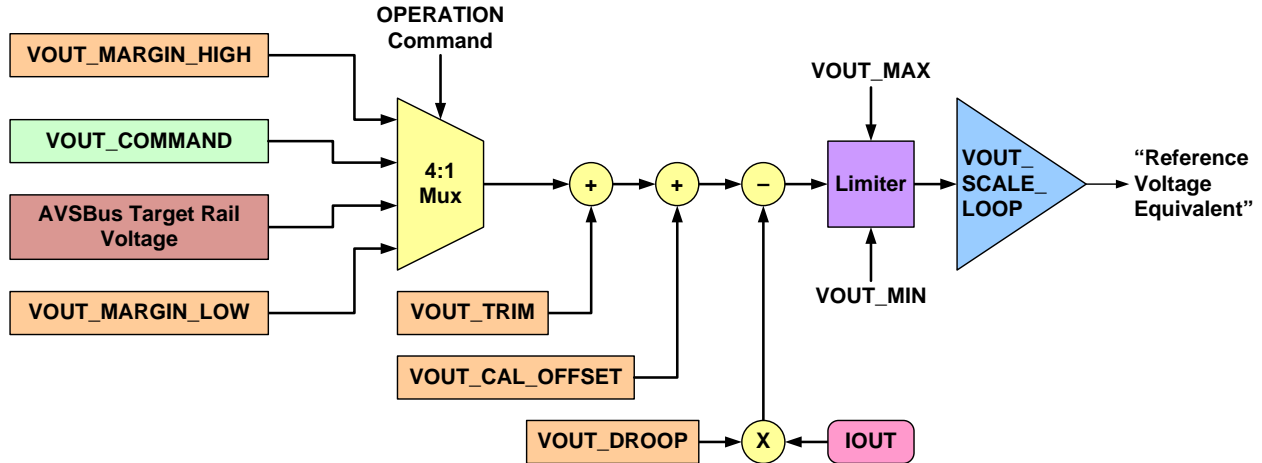 OPERATION
Command
VOUT_MARGIN_HIGH
VOUT_COMMAND
AVSBus Target Rail
Voltage
VOUT_MARGIN_LOW
4:1
Mux
+
+
–
VOUT_TRIM
VOUT_CAL_OFFSET
VOUT_DROOP
X
IOUT
VOUT_MAX
Limiter
VOUT_MIN
VOUT_
SCALE_
LOOP
“Reference
Voltage
Equivalent”